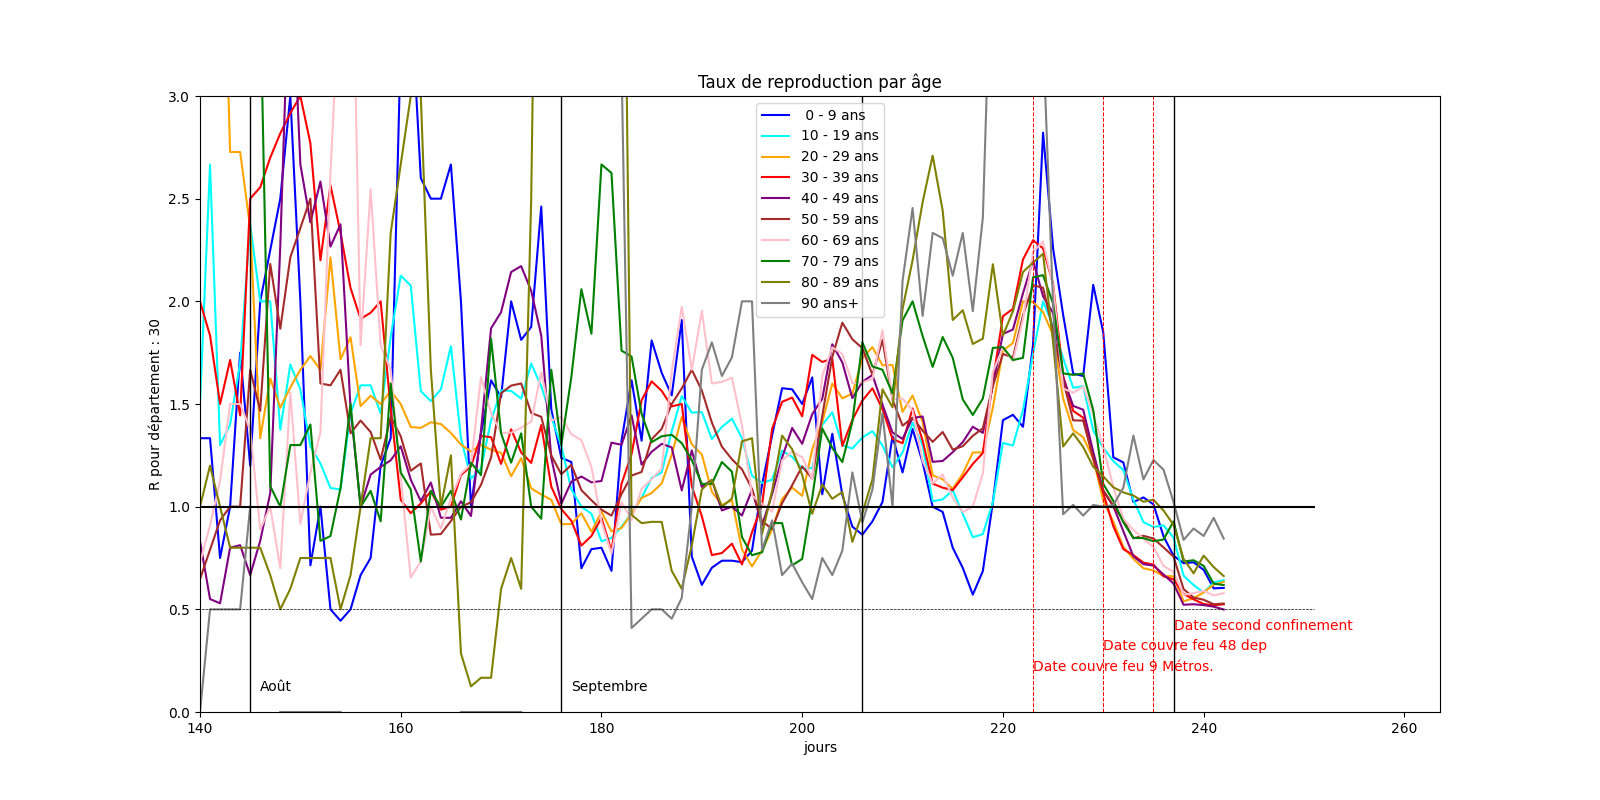 Taux de reproduction par âge
R pour département : 30
3.0
2.5
2.0
1.5
1.0
0.5
0.0
0 - 9 ans
10 - 19 ans
20 - 29 ans
30 - 39 ans
40 - 49 ans
50 - 59 ans
60 - 69 ans
70 - 79 ans
80 - 89 ans
90 ans+
Date second confinement
Date couvre feu 48 dep
Date couvre feu 9 Métros.
Août
Septembre
140
160
180
200
220
240
260
jours